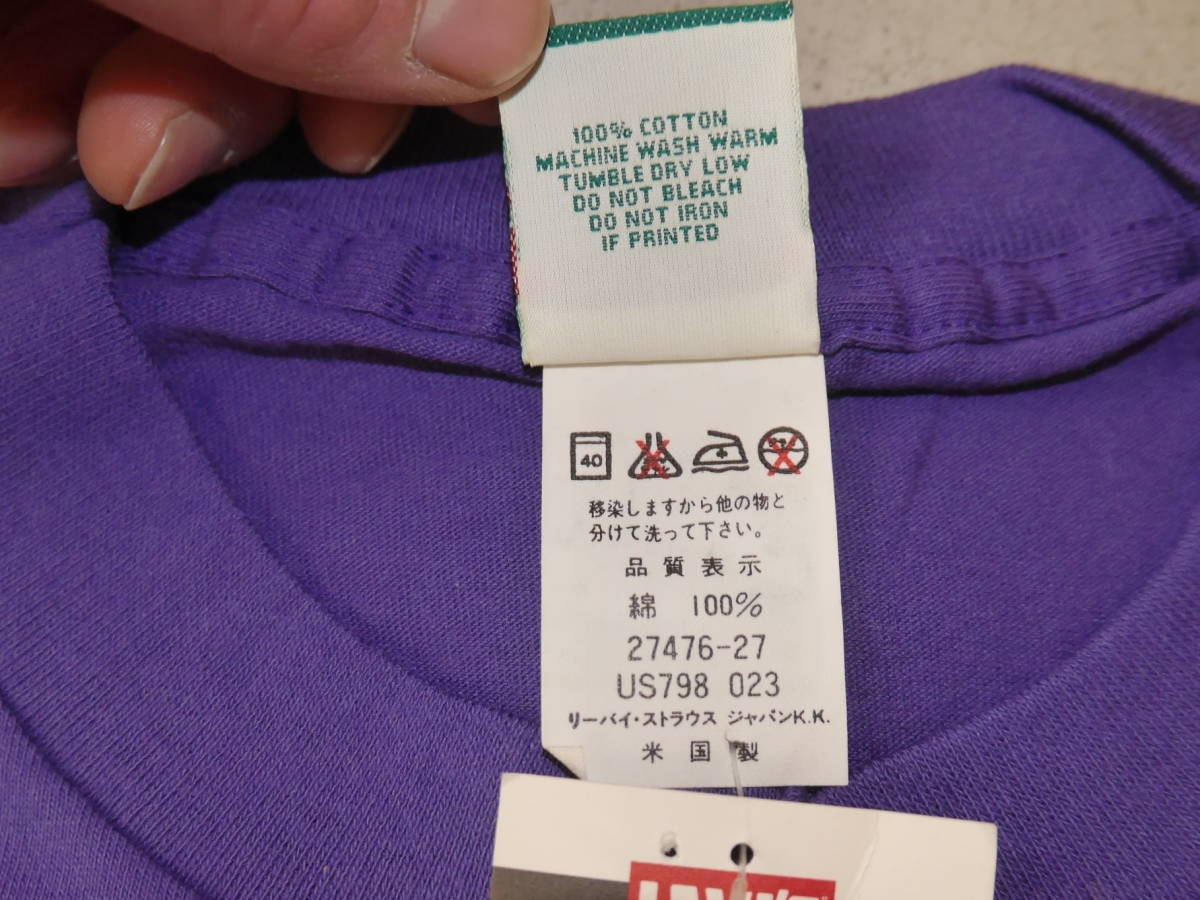 100% COTTON
MACHINE WASH WARM
TUMBLE DRY LOW
DO NOT BLEACH
DO NOT IRON
IF PRINTED
40
移染しますから他の物と
分けて洗って下さい。
品質表示
綿 100%
27476-27
US798 023
リーバイ・ストラウス ジャパンK.K.
米国製